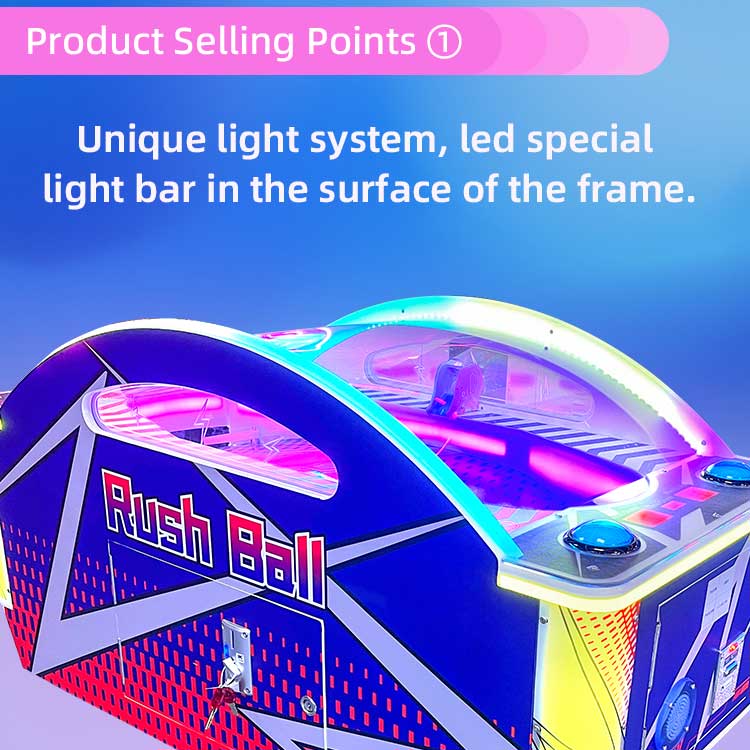 Product Selling Points ①
Unique light system, led special
light bar in the surface of the frame.
Rush Ball